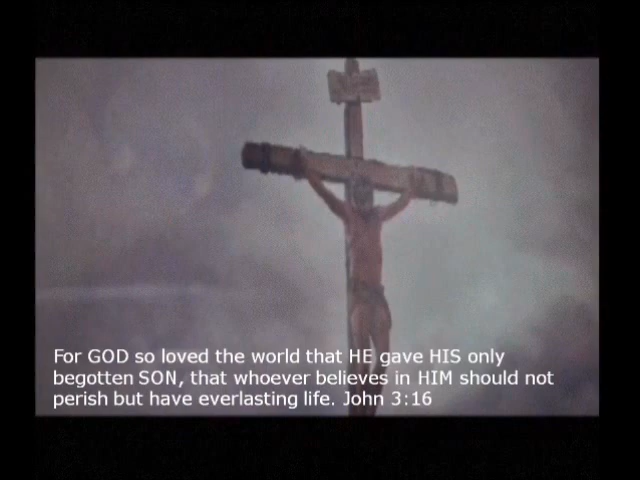 For GOD so loved the world that HE gave HIS only
begotten SON, that whoever believes in HIM should not
perish but have everlasting life. John 3:16